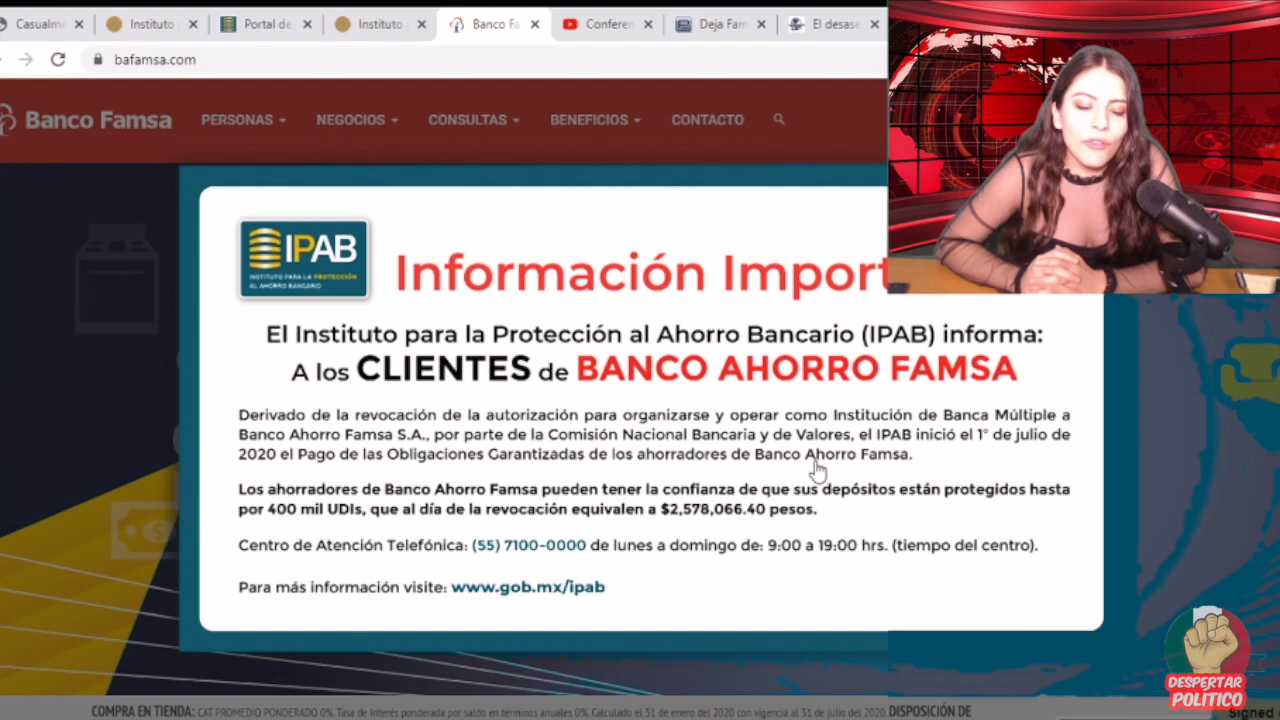 Casualme
Instituto
Portal de
Instituto
Banco Fa
Conferen
Deja Fam
El desase
bafamsa.com
Banco Famsa
PERSONAS
NEGOCIOS
CONSULTAS
BENEFICIOS
CONTACTO
IPAB
INSTITUTO PARA LA PROTECCIÓN
AL AHORRO BANCARIO
Información Import
El Instituto para la Protección al Ahorro Bancario (IPAB) informa:
A los CLIENTES de BANCO AHORRO FAMSA
Derivado de la revocación de la autorización para organizarse y operar como Institución de Banca Múltiple a
Banco Ahorro Famsa S.A., por parte de la Comisión Nacional Bancaria y de Valores, el IPAB inició el 1° de julio de
2020 el Pago de las Obligaciones Garantizadas de los ahorradores de Banco Ahorro Famsa.
Los ahorradores de Banco Ahorro Famsa pueden tener la confianza de que sus depósitos están protegidos hasta
por 400 mil UDIs, que al día de la revocación equivalen a $2,578,066.40 pesos.
Centro de Atención Telefónica: (55) 7100-0000 de lunes a domingo de: 9:00 a 19:00 hrs. (tiempo del centro).
Para más información visite: www.gob.mx/ipab
DESPERTAR
POLÍTICO
COMPRA EN TIENDA: CAT PROMEDIO PONDERADO 0%. Tasa de Interés ponderada por saldo en términos anuales 0%. Calculado el 31 de enero del 2020 con vigencia al 31 de julio del 2020. DISPOSICIÓN DE
Signed